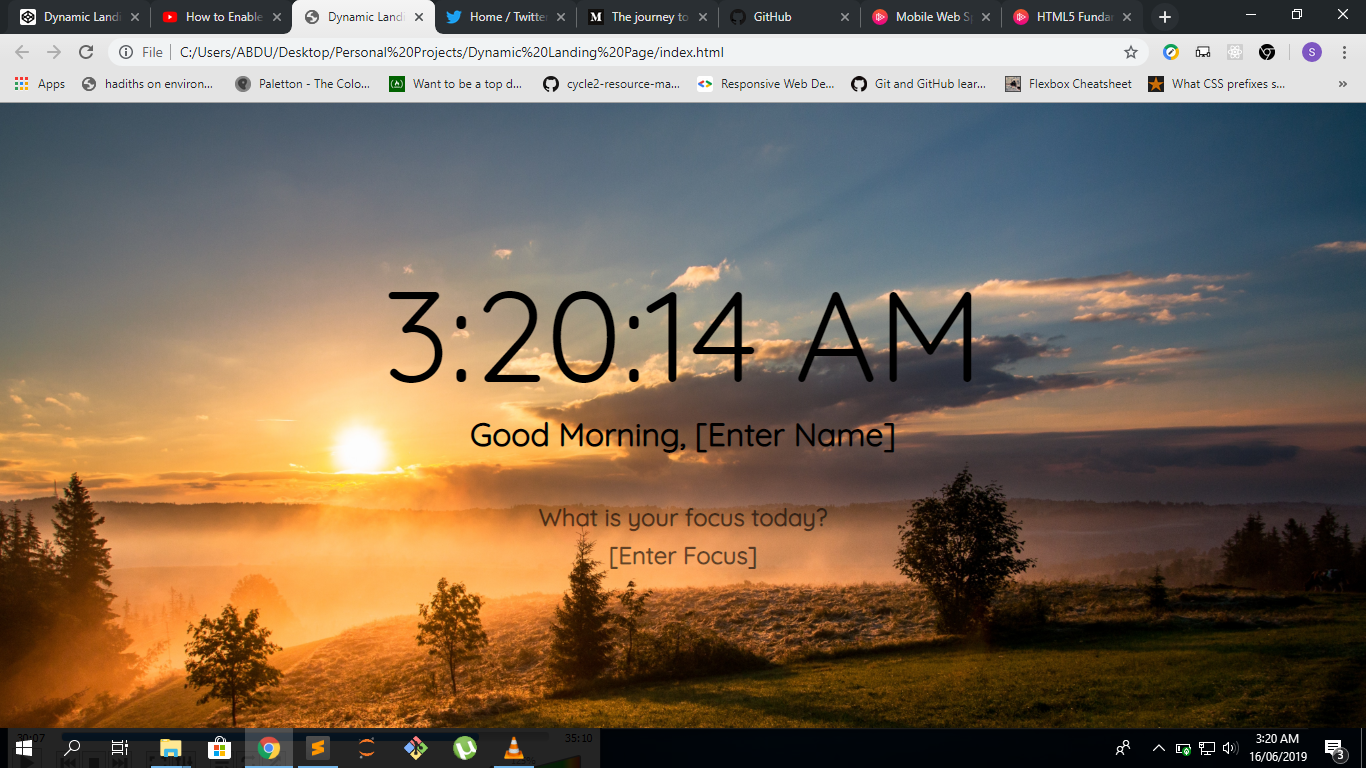 Dynamic Landi
How to Enable
Dynamic Landi
Home / Twitte
The journey to
GitHub
Mobile Web Sp
HTML5 Fundar
File
C:/Users/ABDU/Desktop/Personal%20Projects/Dynamic%20Landing%20Page/index.html
S
Apps
hadiths on environ...
Paletton - The Colo...
Want to be a top d...
cycle2-resource-ma...
Responsive Web De...
Git and GitHub lear...
Flexbox Cheatsheet
What CSS prefixes s...
3:20:14 AM
Good Morning, [Enter Name]
What is your focus today?
[Enter Focus]
30:07
35:10
3:20 AM
16/06/2019
3